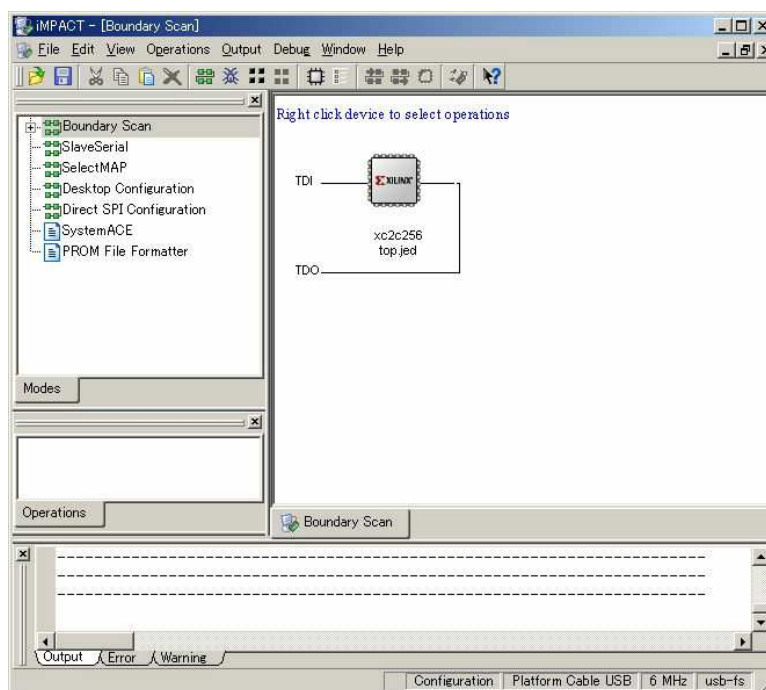 iMPACT - [Boundary Scan]
File Edit View Operations Output Debug Window Help
Boundary Scan
SlaveSerial
SelectMAP
Desktop Configuration
Direct SPI Configuration
SystemACE
PROM File Formatter
Modes
Operations
Right click device to select operations
TDI
XILINX
xc2c256
top.jed
TDO
Boundary Scan
Output Error Warning
Configuration Platform Cable USB 6 MHz usb-fs